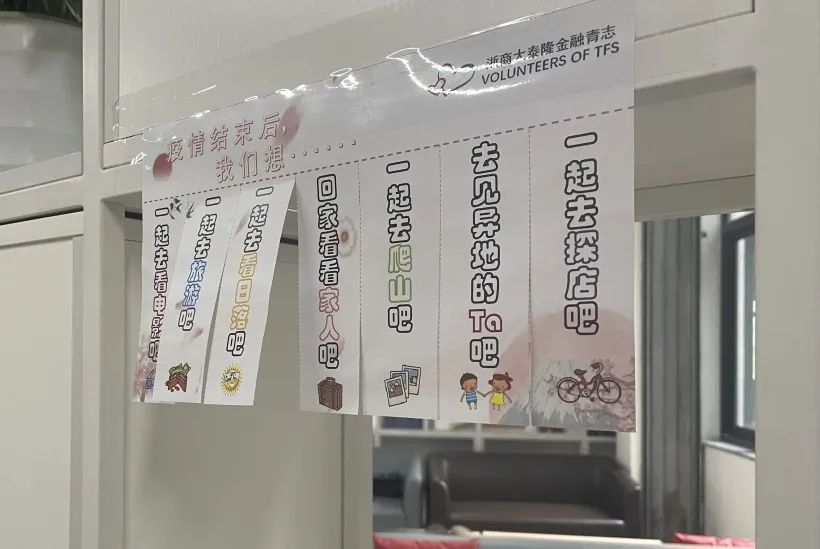 浙商大泰隆金融青志
VOLUNTEERS OF TFS
疫情结束后,
我们想······
一起去看电影吧
一起去旅游吧
一起去看日落吧
回家看看家人吧
一起去爬山吧
去见异地的Ta吧
一起去探店吧